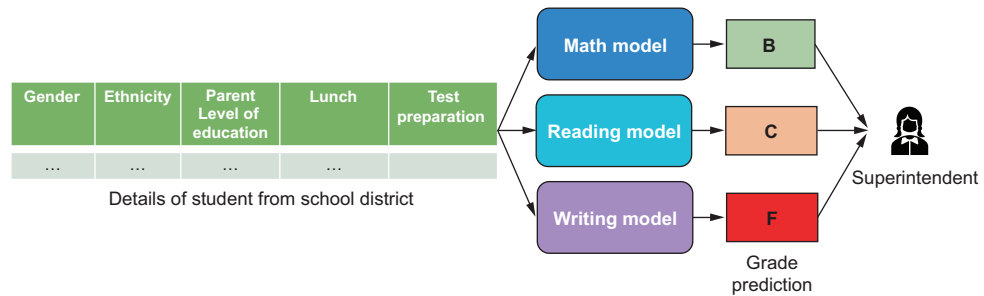 Gender Ethnicity Parent Level of education Lunch Test preparation
... ... ... ...
Details of student from school district
Math model
Reading model
Writing model
B
C
F
Grade
prediction
Superintendent